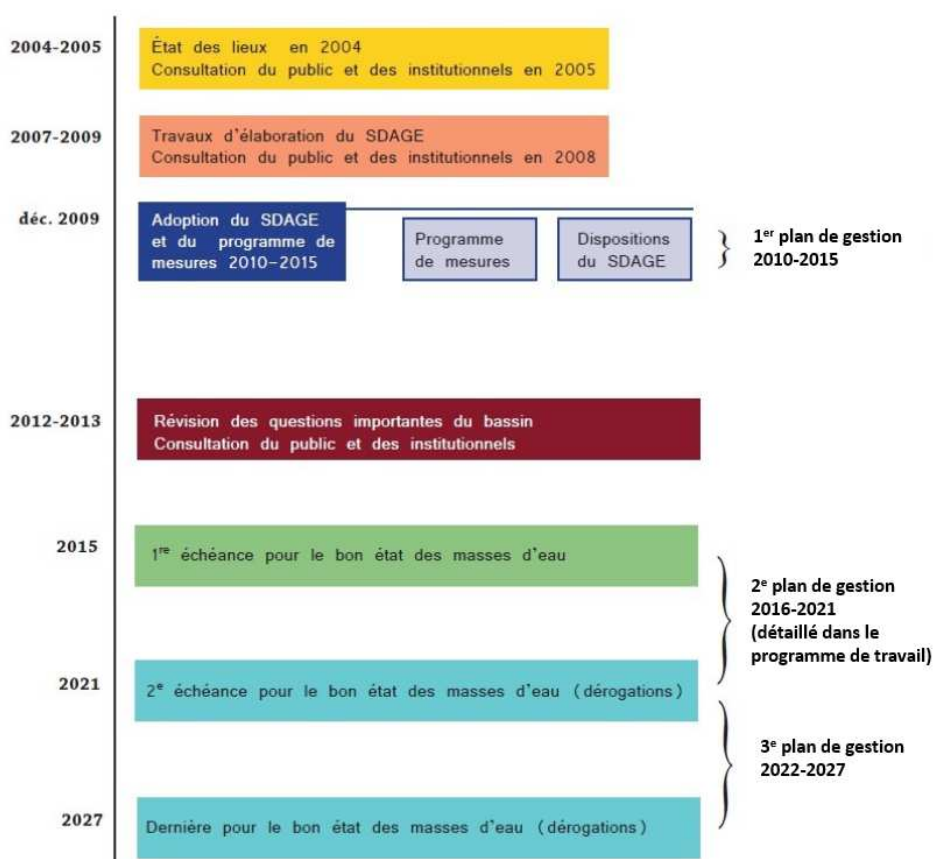 2004-2005
État des lieux en 2004
Consultation du public et des institutionnels en 2005
2007-2009
Travaux d'élaboration du SDAGE
Consultation du public et des institutionnels en 2008
déc. 2009
Adoption du SDAGE
et du programme de
mesures 2010-2015
Programme
de mesures
Dispositions
du SDAGE
1er plan de gestion
2010-2015
2012-2013
Révision des questions importantes du bassin
Consultation du public et des institutionnels
2015
1re échéance pour le bon état des masses d'eau
2e plan de gestion
2016-2021
(détaillé dans le
programme de travail)
2021
2e échéance pour le bon état des masses d'eau (dérogations)
3e plan de gestion
2022-2027
2027
Dernière pour le bon état des masses d'eau (dérogations)